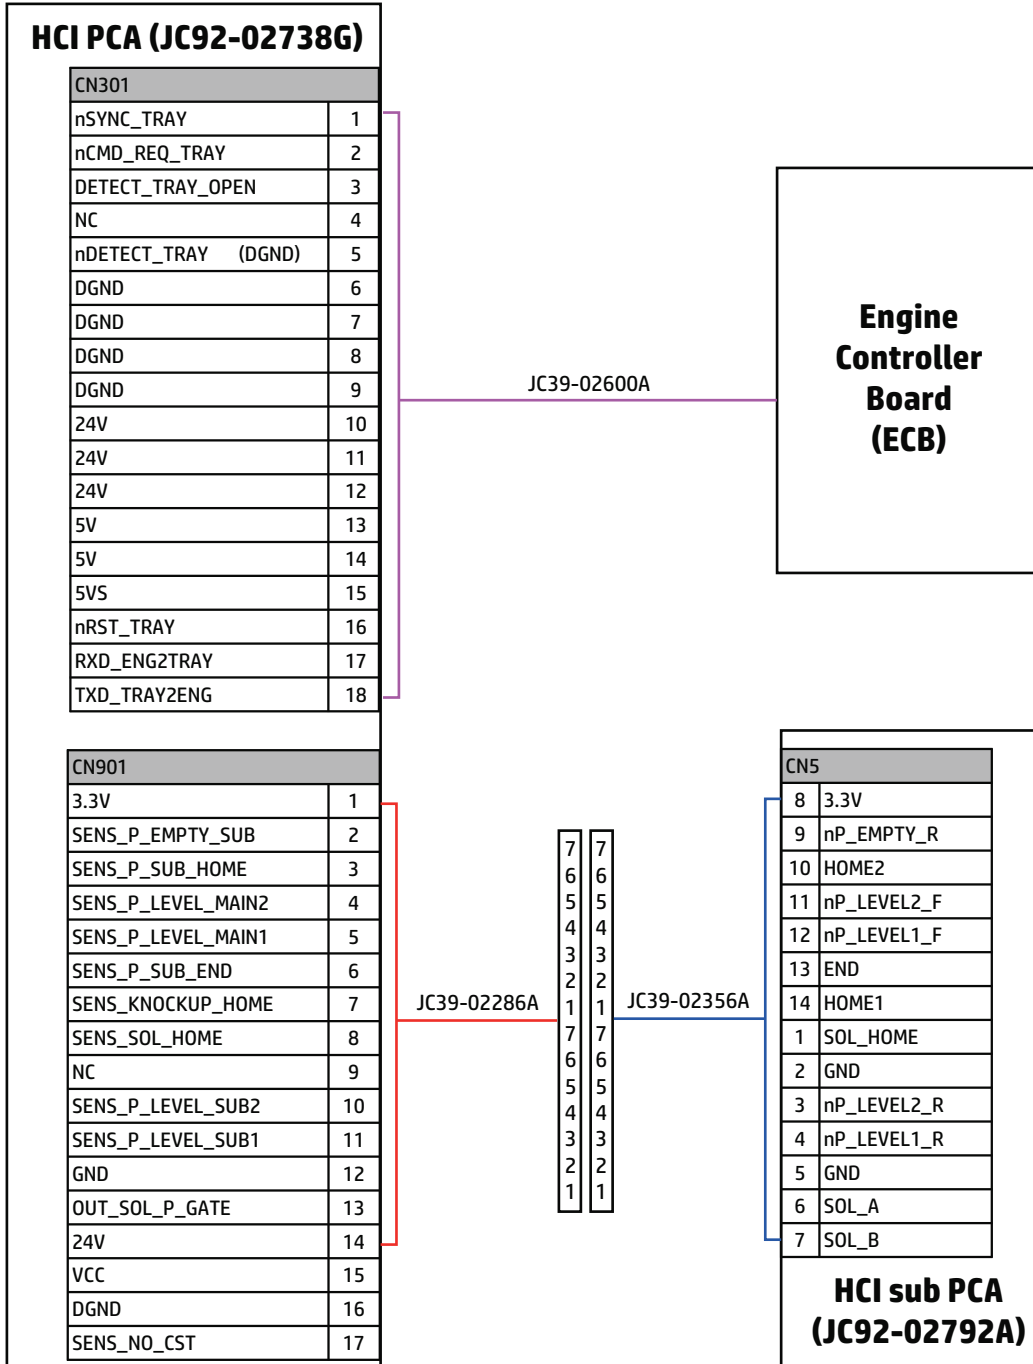 HCI PCA (JC92-02738G)
CN301
nSYNC_TRAY 1
nCMD_REQ_TRAY 2
DETECT_TRAY_OPEN 3
NC 4
nDETECT_TRAY (DGND) 5
DGND 6
DGND 7
DGND 8
DGND 9
24V 10
24V 11
24V 12
5V 13
5V 14
5VS 15
nRST_TRAY 16
RXD_ENG2TRAY 17
TXD_TRAY2ENG 18
JC39-02600A
Engine
Controller
Board
(ECB)
CN901
3.3V 1
SENS_P_EMPTY_SUB 2
SENS_P_SUB_HOME 3
SENS_P_LEVEL_MAIN2 4
SENS_P_LEVEL_MAIN1 5
SENS_P_SUB_END 6
SENS_KNOCKUP_HOME 7
SENS_SOL_HOME 8
NC 9
SENS_P_LEVEL_SUB2 10
SENS_P_LEVEL_SUB1 11
GND 12
OUT_SOL_P_GATE 13
24V 14
VCC 15
DGND 16
SENS_NO_CST 17
JC39-02286A
7 7
6 6
5 5
4 4
3 3
2 2
1 1
7 7
6 6
5 5
4 4
3 3
2 2
1 1
JC39-02356A
CN5
8 3.3V
9 nP_EMPTY_R
10 HOME2
11 nP_LEVEL2_F
12 nP_LEVEL1_F
13 END
14 HOME1
1 SOL_HOME
2 GND
3 nP_LEVEL2_R
4 nP_LEVEL1_R
5 GND
6 SOL_A
7 SOL_B
HCI sub PCA
(JC92-02792A)